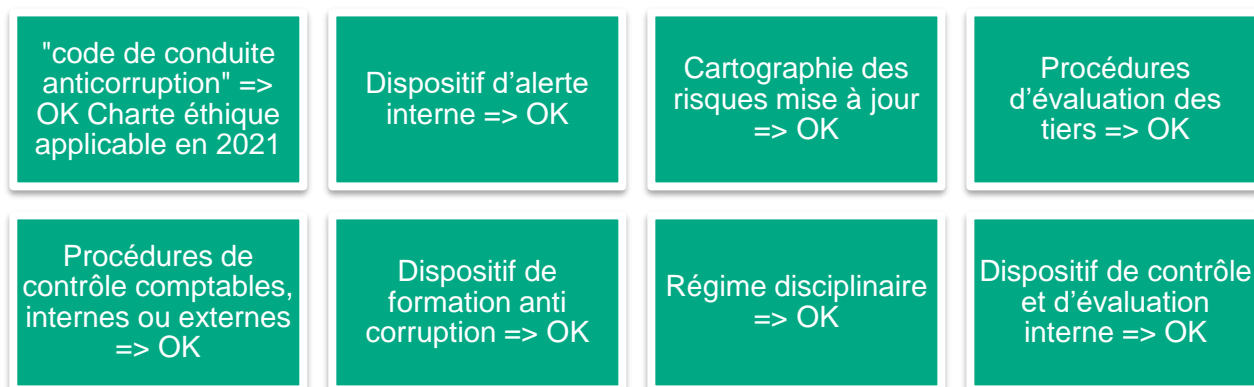 "code de conduite
anticorruption" =>
OK Charte éthique
applicable en 2021
Dispositif d’alerte
interne => OK
Cartographie des
risques mise à jour
=> OK
Procédures
d’évaluation des
tiers => OK
Procédures de
contrôle comptables,
internes ou externes
=> OK
Dispositif de
formation anti
corruption => OK
Régime disciplinaire
=> OK
Dispositif de contrôle
et d’évaluation
interne => OK